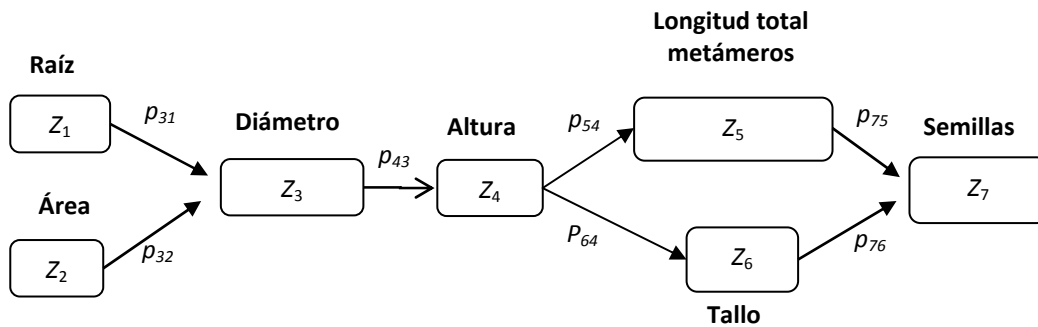 Raíz
Z1
p31
Área
Z2
p32
Diámetro
Z3
p43
Altura
Z4
p54
P64
Longitud total
metámeros
Z5
p75
Z6
Tallo
p76
Semillas
Z7